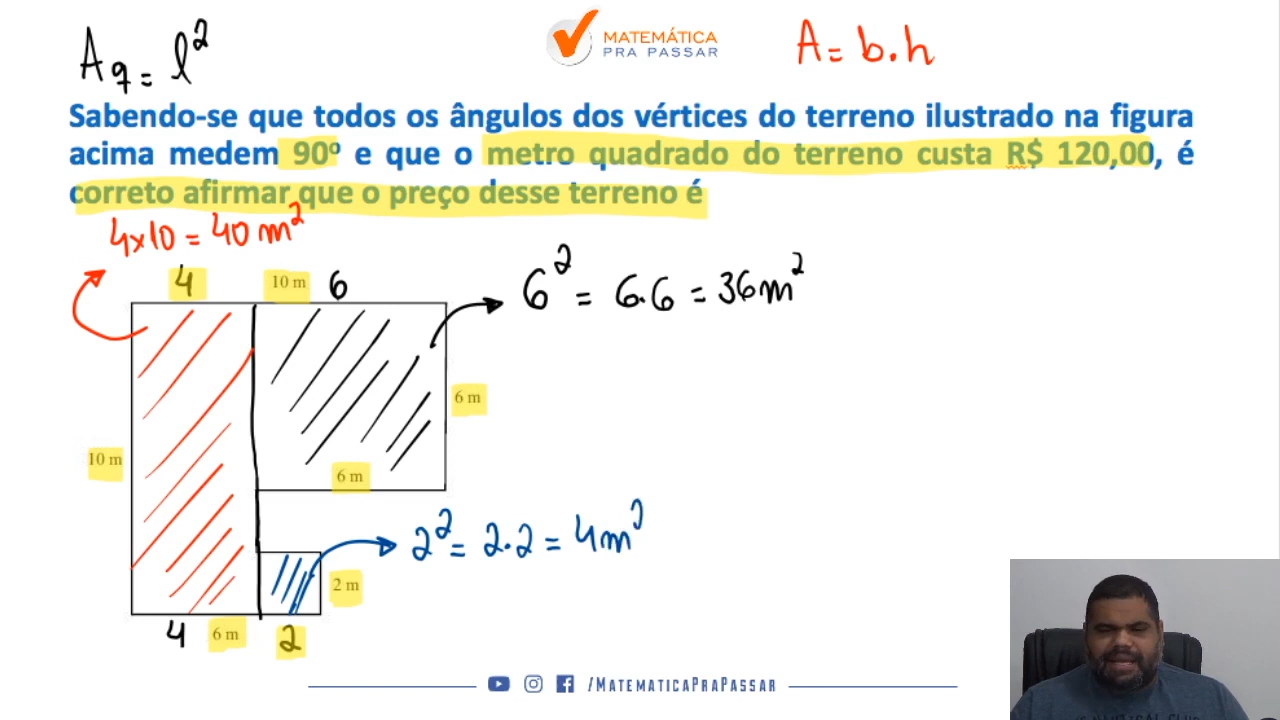 Aq = l²
MATEMÁTICA
PRA PASSAR
A = b.h
Sabendo-se que todos os ângulos dos vértices do terreno ilustrado na figura
acima medem 90º e que o metro quadrado do terreno custa R$ 120,00, é
correto afirmar que o preço desse terreno é
4x10 = 40 m²
4
10 m
6
6² = 6.6 = 36m²
6 m
10 m
6 m
2² = 2.2 = 4m²
2 m
4
6 m
2
/MatematicaPraPassar